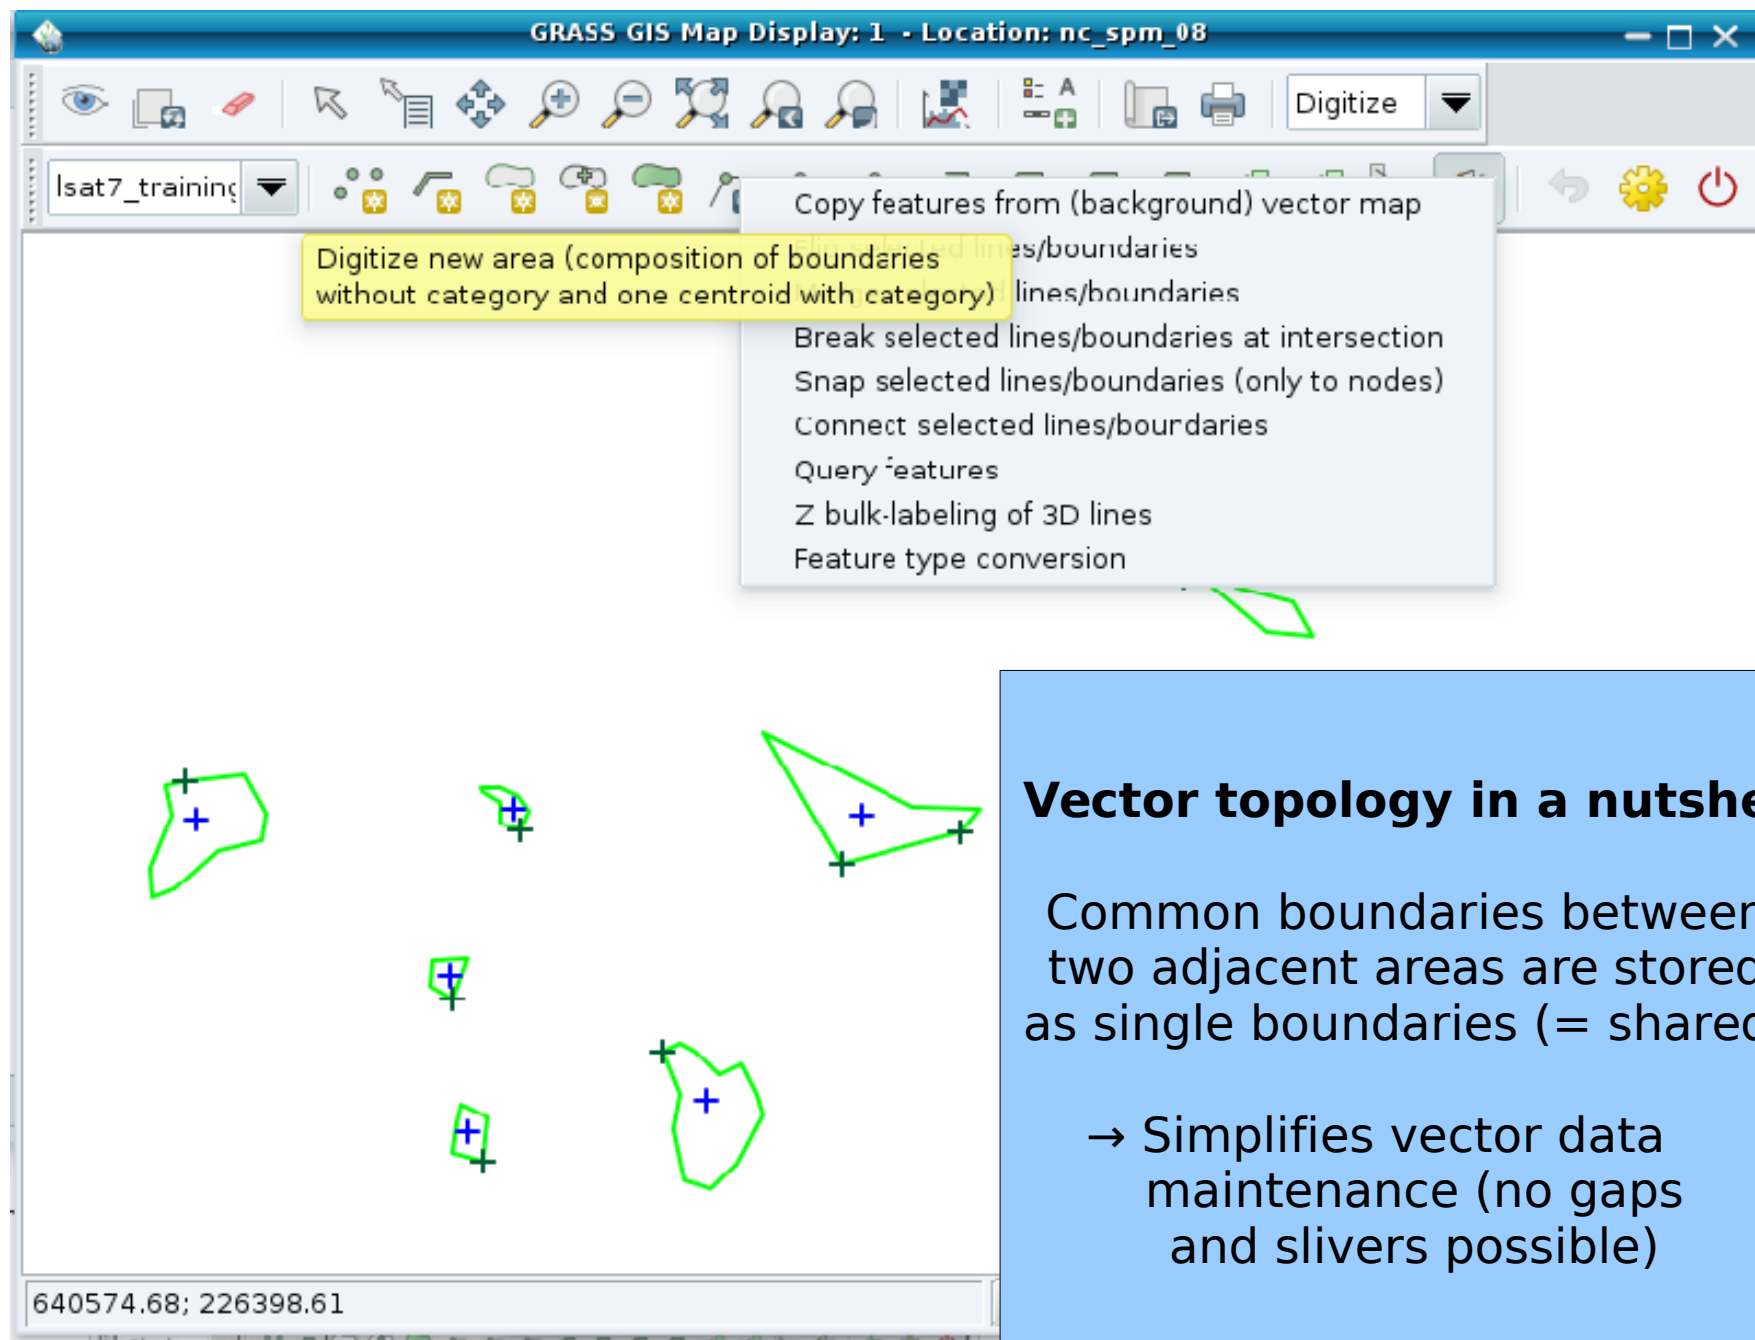 GRASS GIS Map Display: 1 - Location: nc_spm_08
Digitize
lsat7_training
Copy features from (background) vector map
Digitize new area (composition of boundaries
without category and one centroid with category)
Flip selected lines/boundaries
lines/boundaries
Break selected lines/boundaries at intersection
Snap selected lines/boundaries (only to nodes)
Connect selected lines/boundaries
Query features
Z bulk-labeling of 3D lines
Feature type conversion
Vector topology in a nutshe
Common boundaries between
two adjacent areas are stored
as single boundaries (= shared
→ Simplifies vector data
maintenance (no gaps
and slivers possible)
640574.68; 226398.61